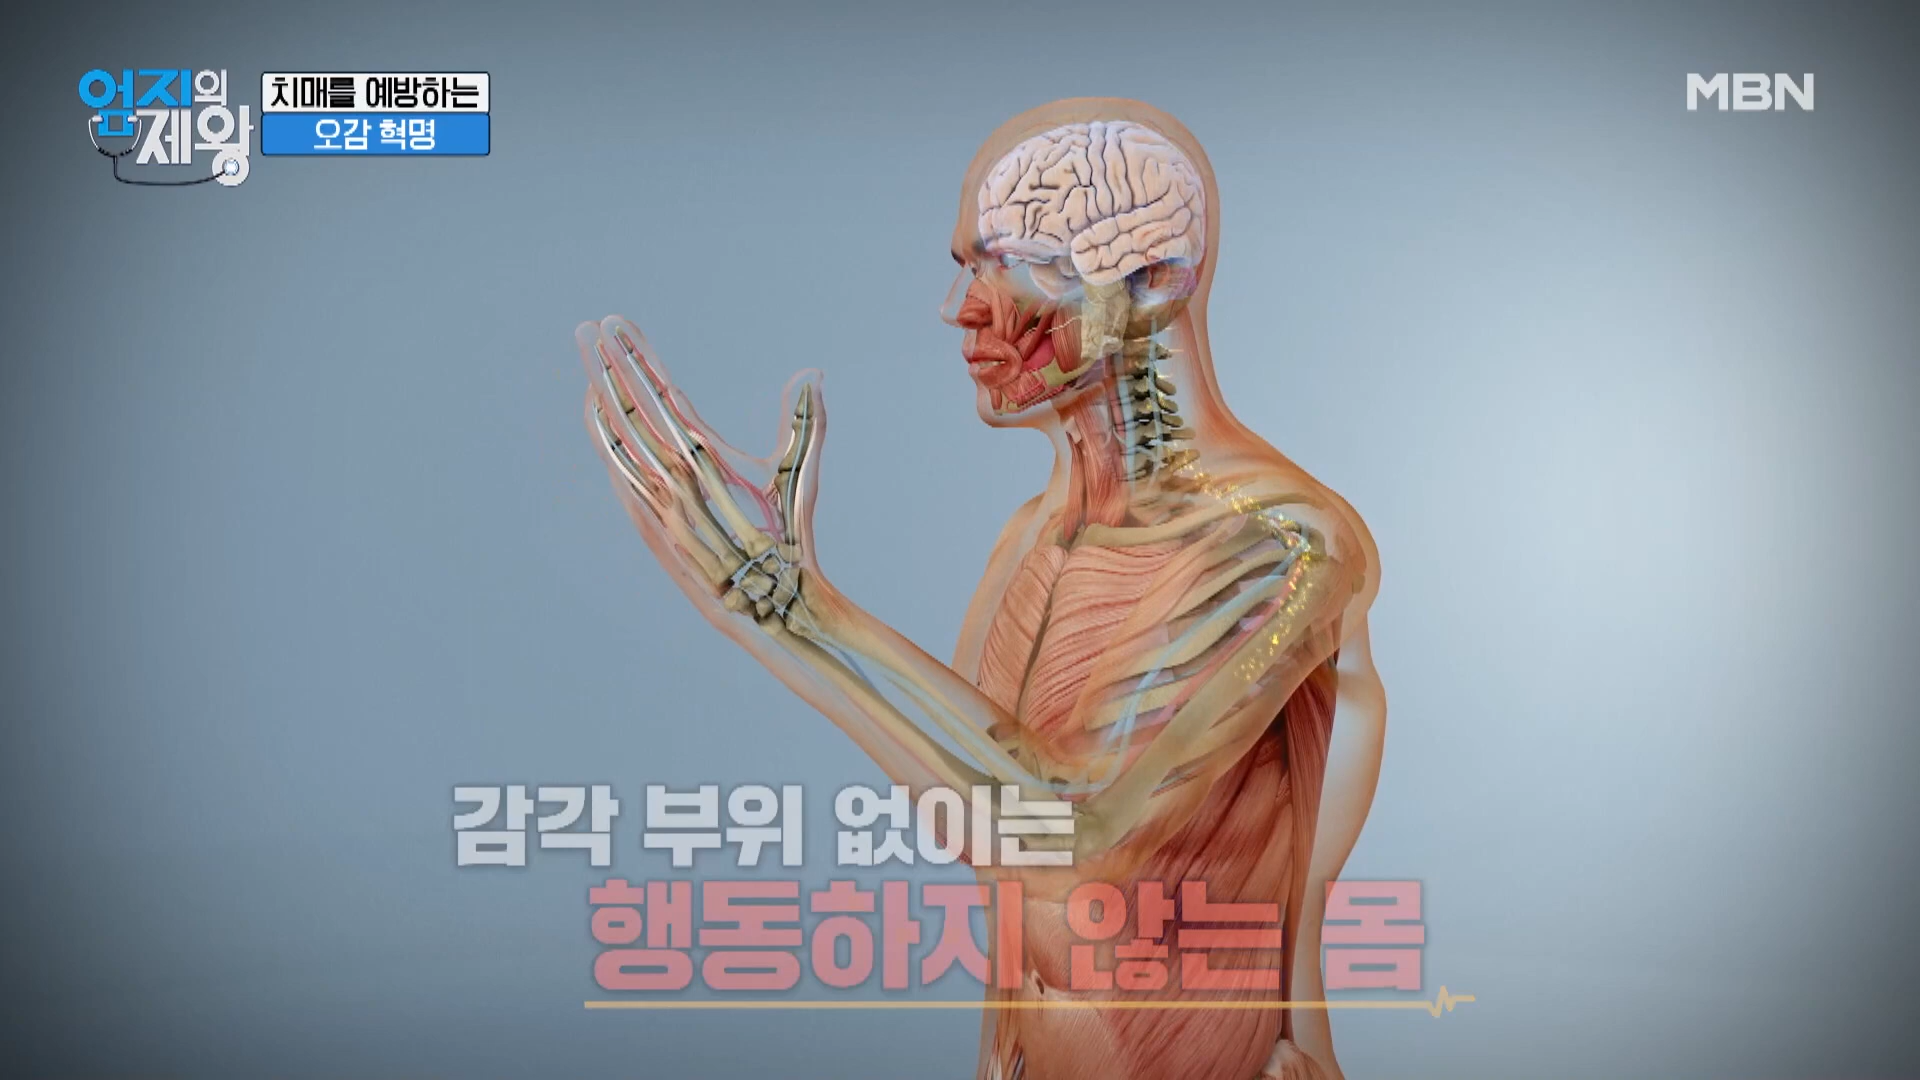 엄지의
제왕
치매를 예방하는
오감 혁명
MBN
감각 부위 없이는
행동하지 않는 몸